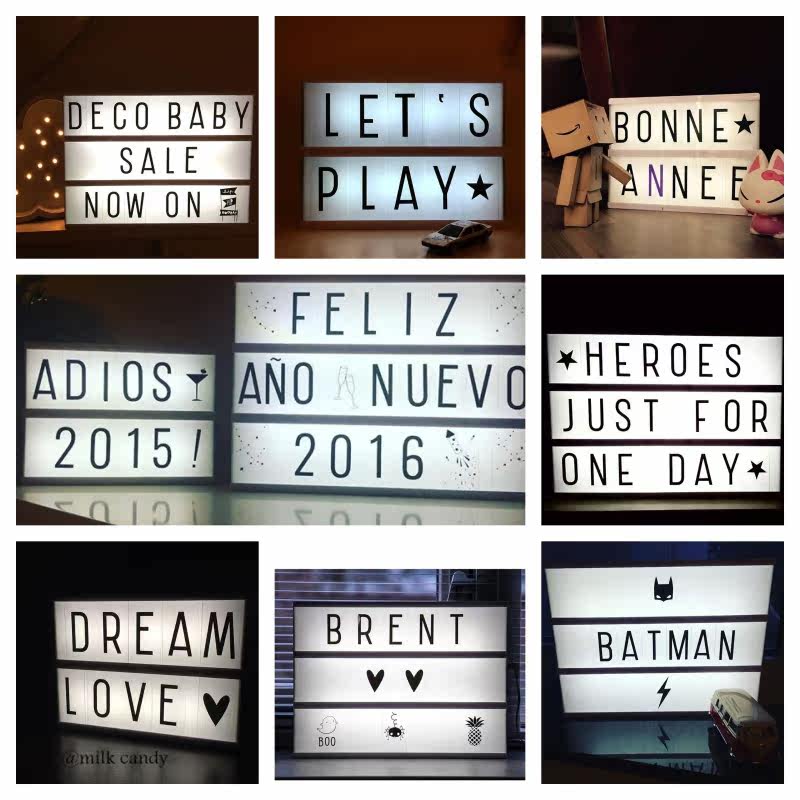 DECO BABY
SALE
NOW ON
LET'S
PLAY★
BONNE★
ANNEE
ADIOS
2015!
FELIZ
AÑO NUEVO
2016
★HEROES
JUST FOR
ONE DAY★
DREAM
LOVE♥
@milk candy
BRENT
♥ ♥
BOO
BATMAN